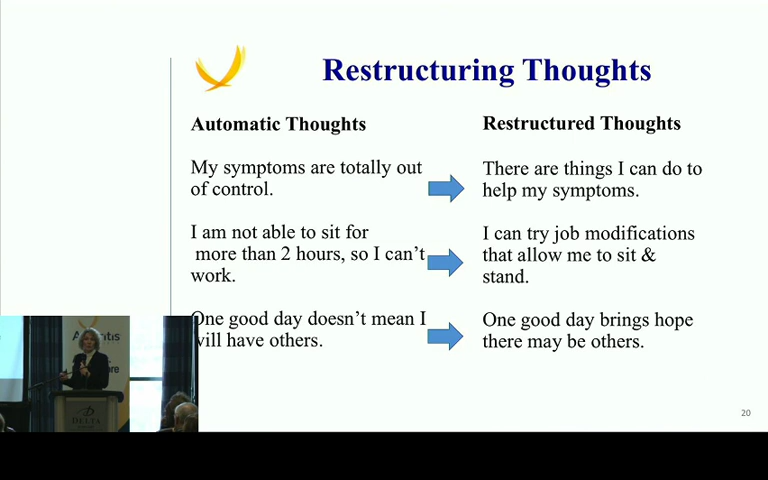 Restructuring Thoughts
Automatic Thoughts
My symptoms are totally out
of control.
I am not able to sit for
more than 2 hours, so I can't
work.
One good day doesn't mean I
will have others.
Restructured Thoughts
There are things I can do to
help my symptoms.
I can try job modifications
that allow me to sit &
stand.
One good day brings hope
there may be others.
20
DELTA